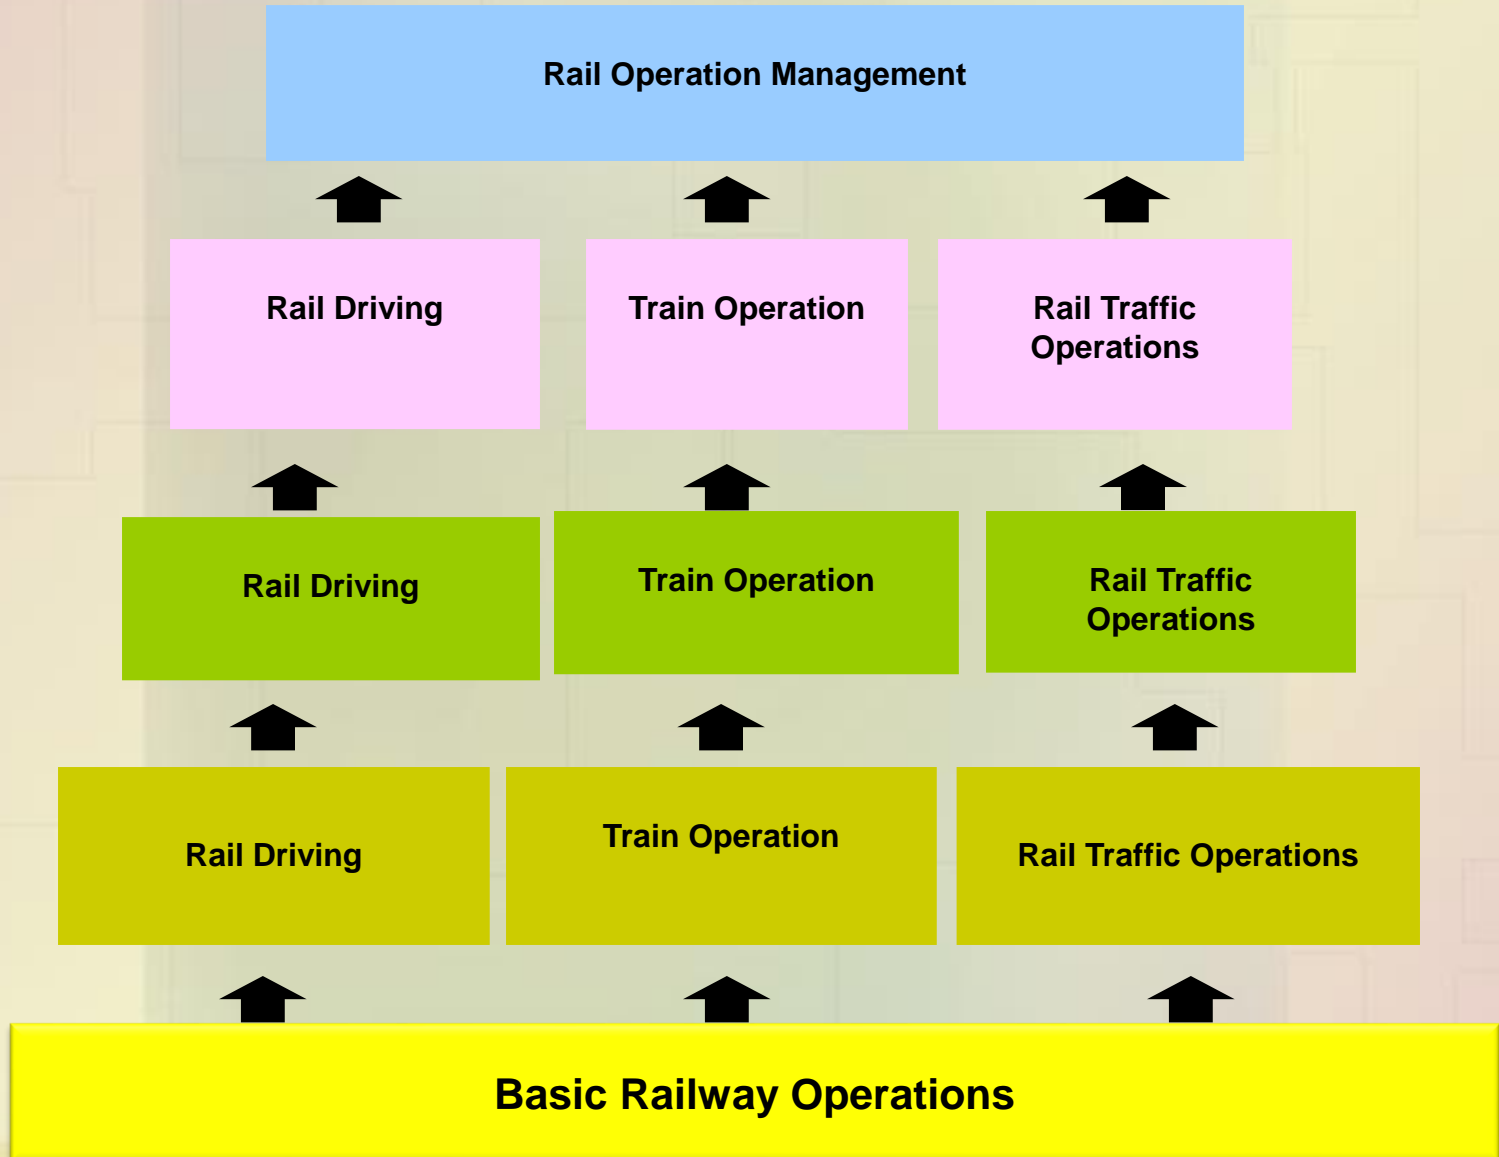 Rail Operation Management
Rail Driving
Train Operation
Rail Traffic
Operations
Rail Driving
Train Operation
Rail Traffic
Operations
Rail Driving
Train Operation
Rail Traffic Operations
Basic Railway Operations